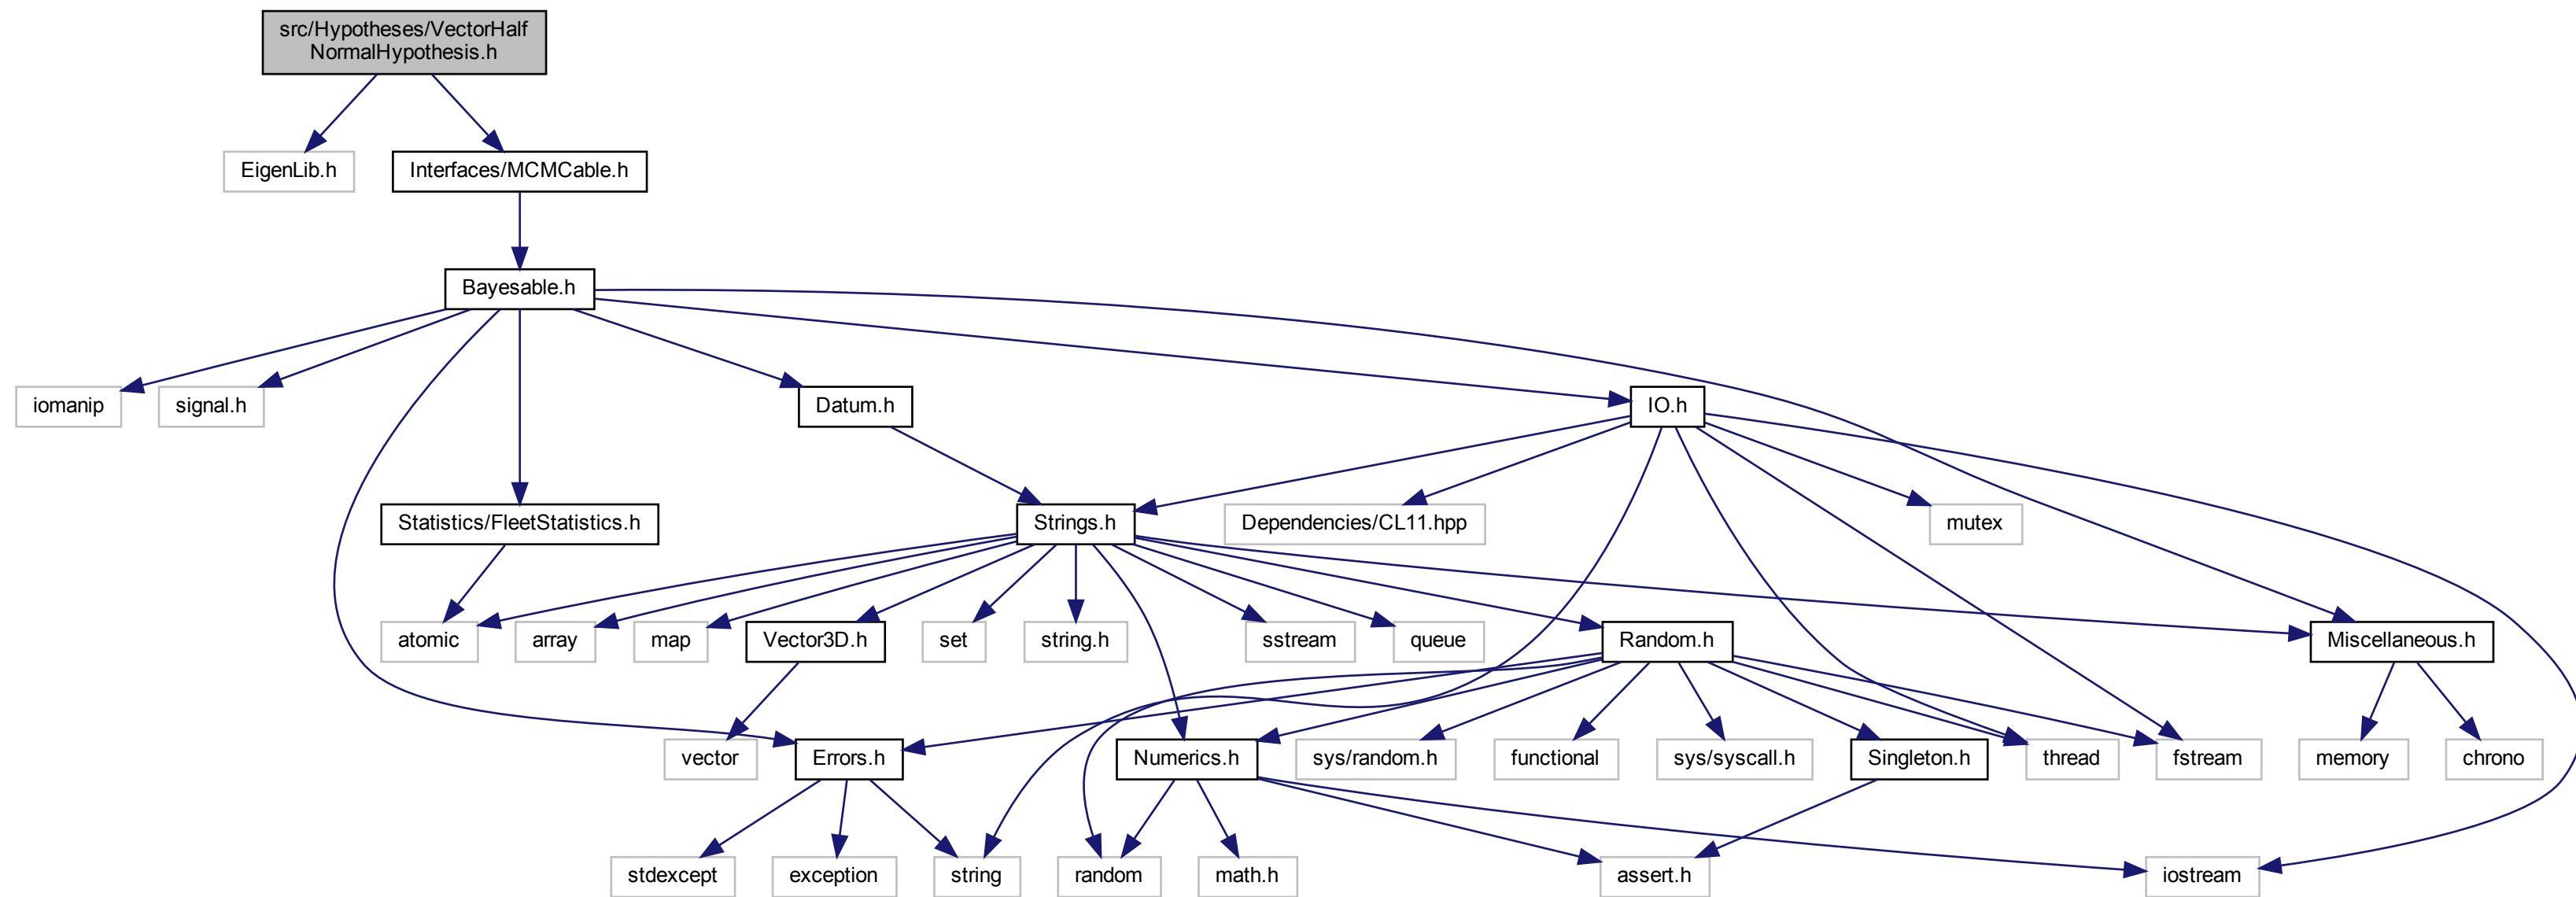 src/Hypotheses/VectorHalf
NormalHypothesis.h
EigenLib.h
Interfaces/MCMCable.h
Bayesable.h
iomanip
signal.h
Datum.h
IO.h
Statistics/FleetStatistics.h
Strings.h
Dependencies/CL11.hpp
mutex
atomic
array
map
Vector3D.h
set
string.h
sstream
queue
Random.h
Miscellaneous.h
vector
Errors.h
Numerics.h
sys/random.h
functional
sys/syscall.h
Singleton.h
thread
fstream
memory
chrono
stdexcept
exception
string
random
math.h
assert.h
iostream